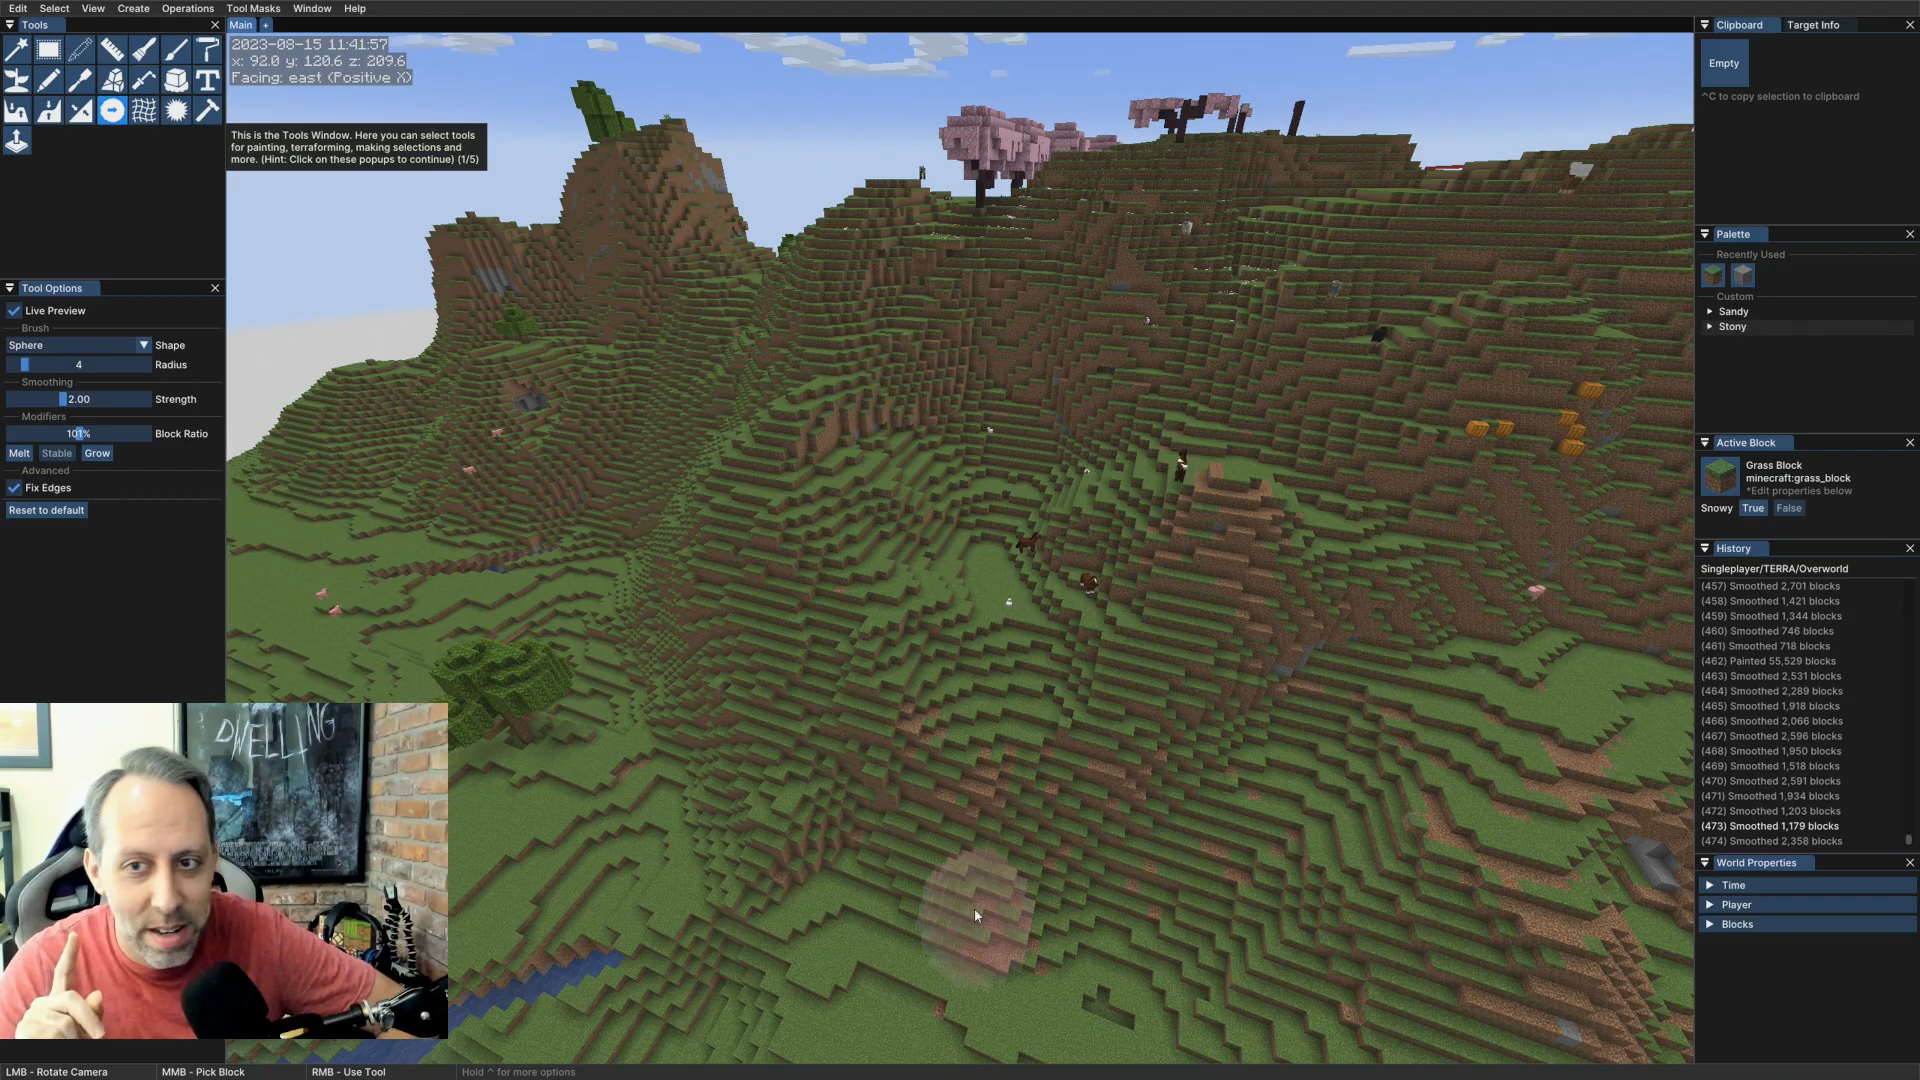 Edit Select View Create Operations Tool Masks Window Help
Tools
Main +
2023-08-15 11:41:57
x: 92.0 y: 120.6 z: 209.6
Facing: east (Positive X)
This is the Tools Window. Here you can select tools
for painting, terraforming, making selections and
more. (Hint: Click on these popups to continue) (1/5)
Tool Options
Live Preview
Brush
Sphere Shape
4 Radius
Smoothing
2.00 Strength
Modifiers
101% Block Ratio
Melt Stable Grow
Advanced
Fix Edges
Reset to default
DWELLING
Clipboard Target Info
Empty
^C to copy selection to clipboard
Palette
Recently Used
Custom
Sandy
Stony
Active Block
Grass Block
minecraft:grass_block
*Edit properties below
Snowy True False
History
Singleplayer/TERRA/Overworld
(457) Smoothed 2,701 blocks
(458) Smoothed 1,421 blocks
(459) Smoothed 1,344 blocks
(460) Smoothed 746 blocks
(461) Smoothed 718 blocks
(462) Painted 55,529 blocks
(463) Smoothed 2,531 blocks
(464) Smoothed 2,289 blocks
(465) Smoothed 1,918 blocks
(466) Smoothed 2,066 blocks
(467) Smoothed 2,596 blocks
(468) Smoothed 1,950 blocks
(469) Smoothed 1,518 blocks
(470) Smoothed 2,591 blocks
(471) Smoothed 1,934 blocks
(472) Smoothed 1,203 blocks
(473) Smoothed 1,179 blocks
(474) Smoothed 2,358 blocks
World Properties
Time
Player
Blocks
LMB - Rotate Camera MMB - Pick Block RMB - Use Tool Hold ^ for more options